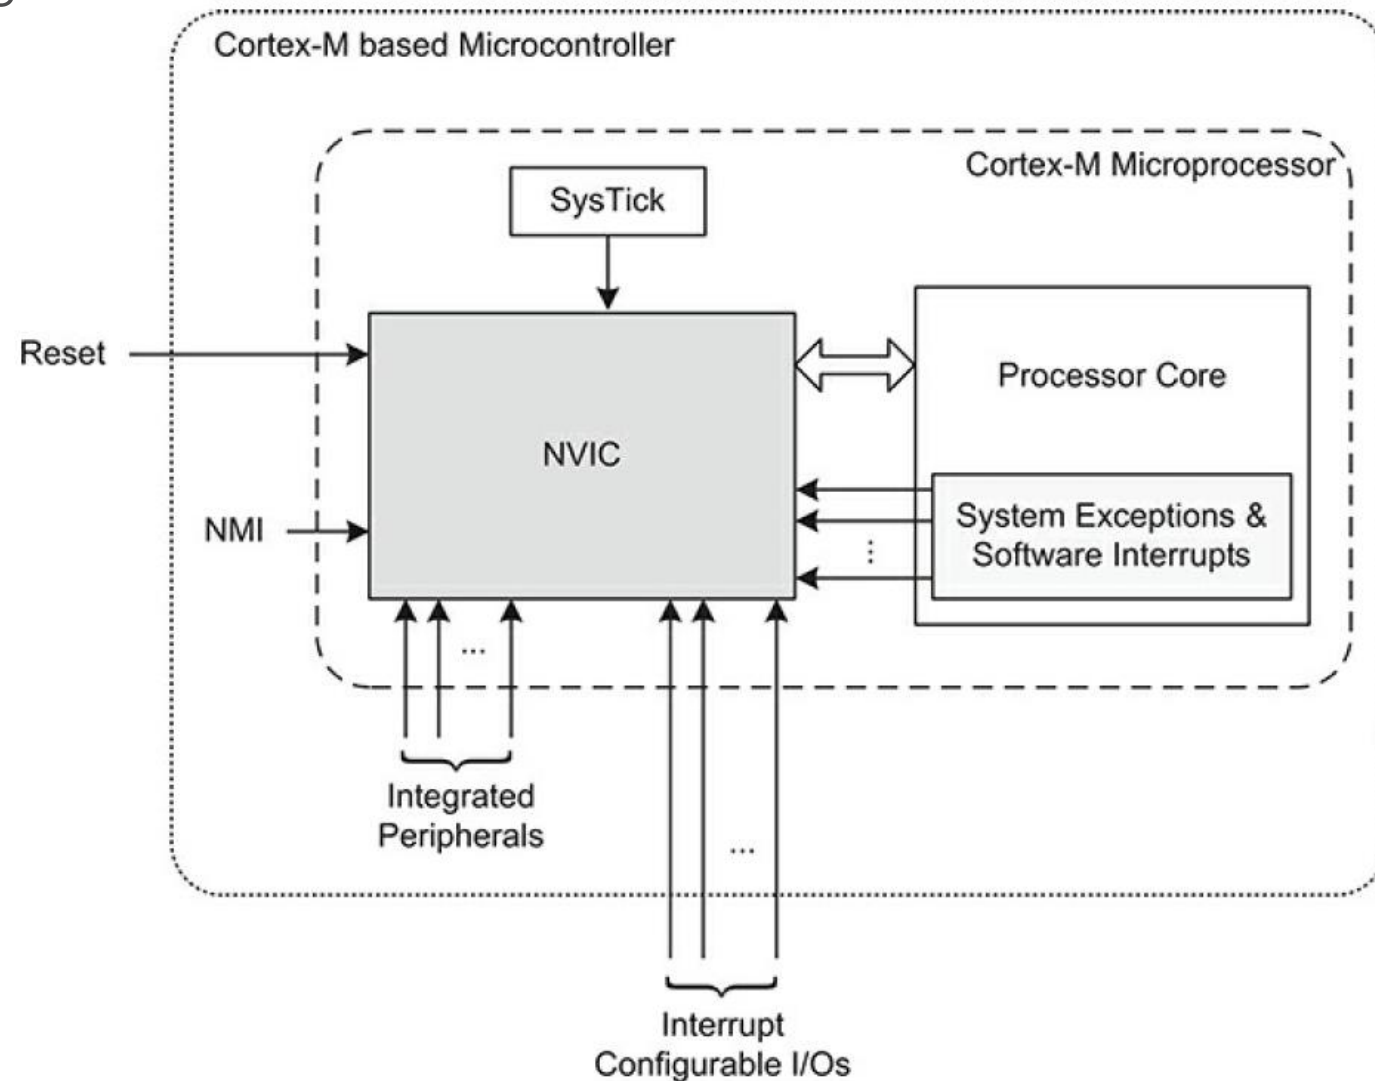 Cortex-M based Microcontroller
Cortex-M Microprocessor
SysTick
Reset
Processor Core
NVIC
NMI
System Exceptions &
Software Interrupts
...
...
Integrated
Peripherals
...
Interrupt
Configurable I/Os